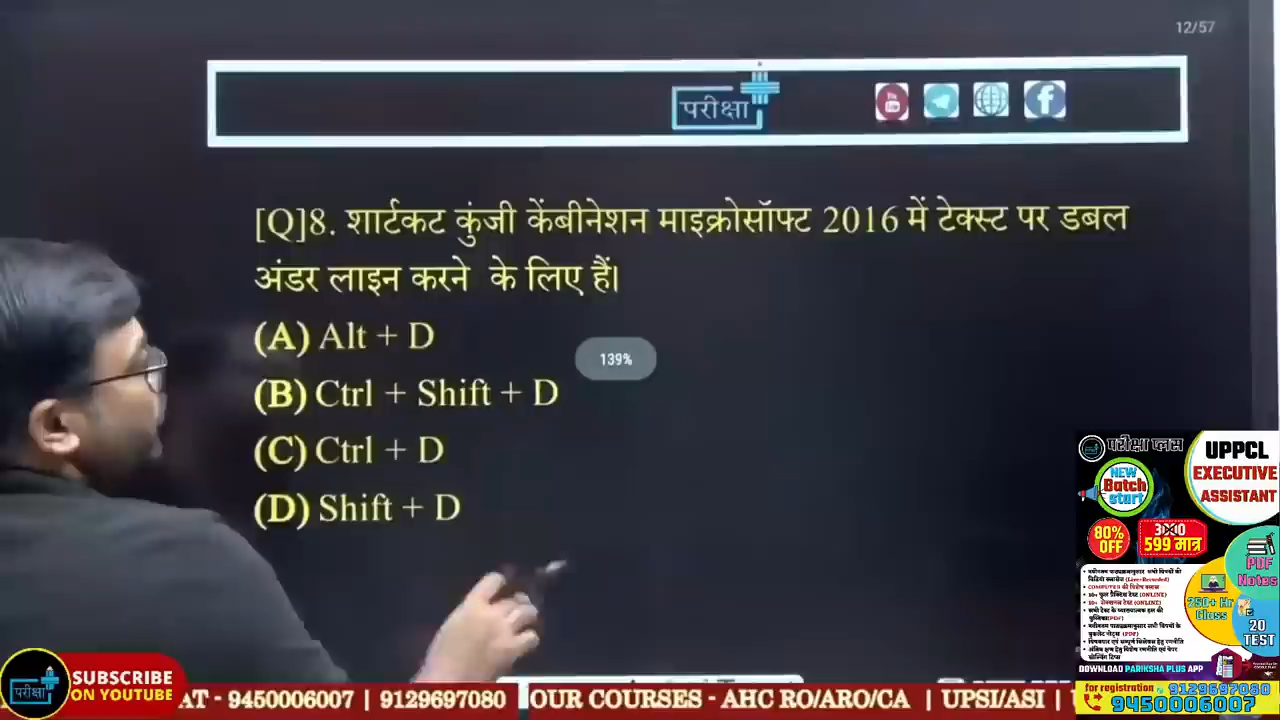 12/57
परीक्षा
[Q]8. शार्टकट कुंजी केंबीनेशन माइक्रोसॉफ्ट 2016 में टेक्स्ट पर डबल
अंडर लाइन करने के लिए हैं।
(A) Alt + D
139%
(B) Ctrl + Shift + D
(C) Ctrl + D
(D) Shift + D
परीक्षा प्लस
NEW
Batch
start
UPPCL
EXECUTIVE
ASSISTANT
80%
OFF
599 मात्र
PDF
Notes
250+ Hr
Class
20
TEST
DOWNLOAD PARIKSHA PLUS APP
for registration 9129697080
9450006007
परीक्षा
SUBSCRIBE
ON YOUTUBE
AT - 9450006007 | 9129697080 OUR COURSES - AHC RO/ARO/CA | UPSI/ASI |